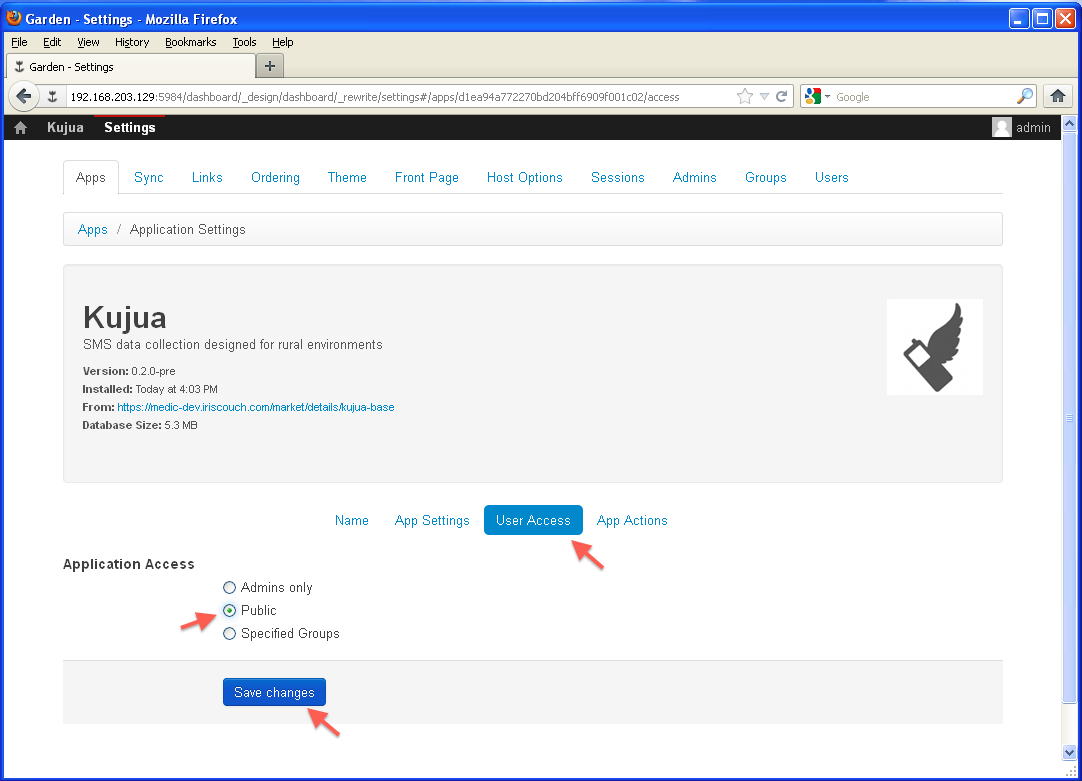 Garden - Settings - Mozilla Firefox
File Edit View History Bookmarks Tools Help
Garden - Settings
192.168.203.129:5984/dashboard/_design/dashboard/_rewrite/settings#/apps/d1ea94a772270bd204bff6909f001c02/access Google
Kujua Settings admin
Apps Sync Links Ordering Theme Front Page Host Options Sessions Admins Groups Users
Apps / Application Settings
Kujua
SMS data collection designed for rural environments
Version: 0.2.0-pre
Installed: Today at 4:03 PM
From: https://medic-dev.iriscouch.com/market/details/kujua-base
Database Size: 5.3 MB
Name App Settings User Access App Actions
Application Access
Admins only
Public
Specified Groups
Save changes